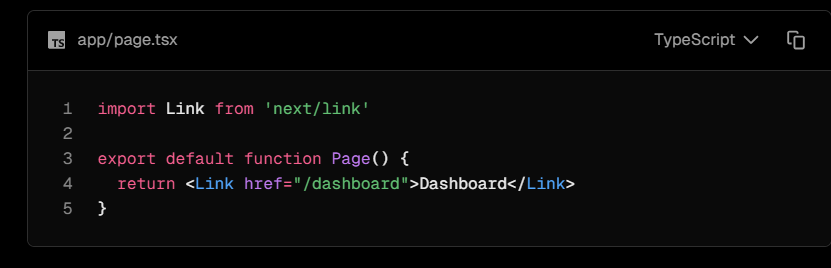 TS app/page.tsx TypeScript
1 import Link from 'next/link'
2
3 export default function Page() {
4   return <Link href="/dashboard">Dashboard</Link>
5 }